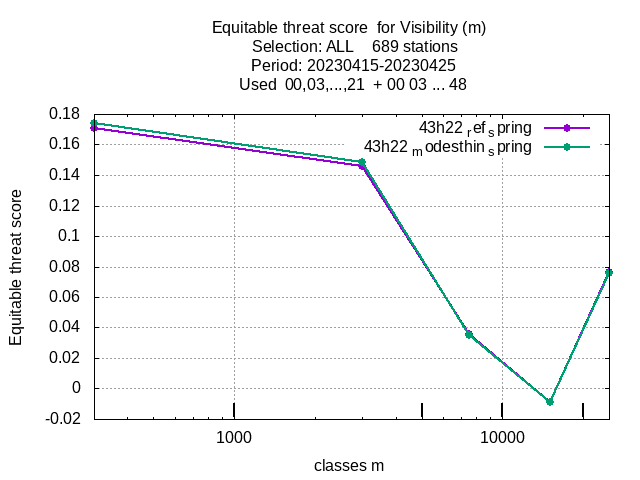 Equitable threat score for Visibility (m)
Selection: ALL 689 stations
Period: 20230415-20230425
Used 00,03,...,21 + 00 03 ... 48
0.18
0.16
0.14
0.12
0.1
0.08
0.06
0.04
0.02
0
-0.02
Equitable threat score
43h22 ref spring
43h22 modesthin spring
1000
10000
classes m